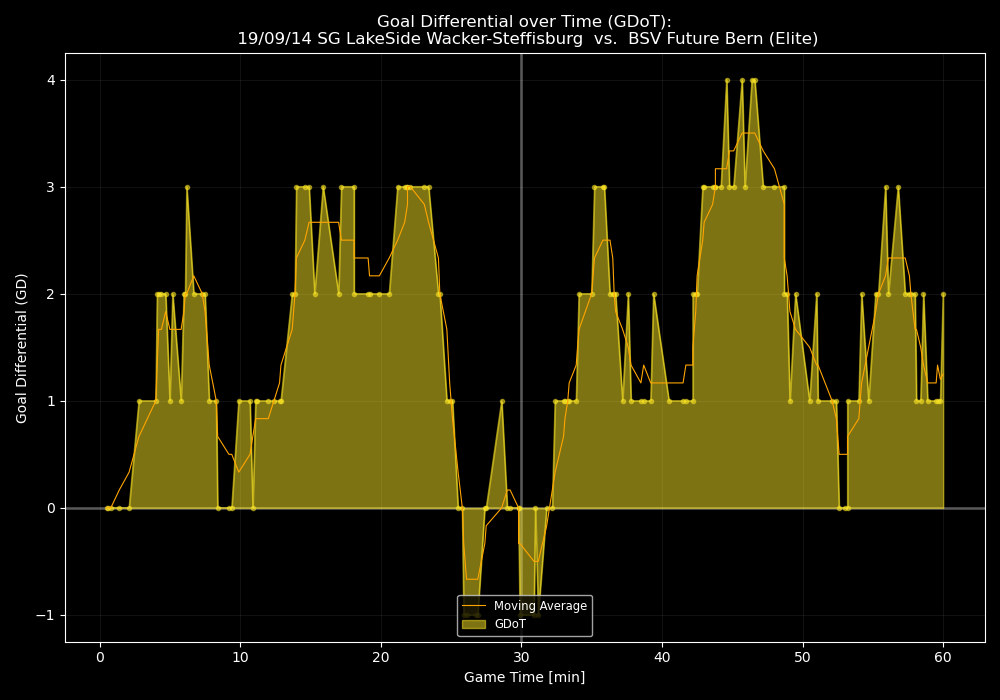 Goal Differential over Time (GDoT):
19/09/14 SG LakeSide Wacker-Steffisburg  vs.  BSV Future Bern (Elite)
Goal Differential (GD)
4
3
2
1
0
−1
Moving Average
GDoT
0 10 20 30 40 50 60
Game Time [min]